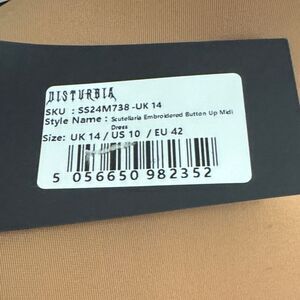 DISTURBIA
SKU : SS24M738-UK 14
Style Name : Scutellaria Embroidered Button Up Midi
Dress
Size: UK 14 / US 10 / EU 42
5 056650 982352